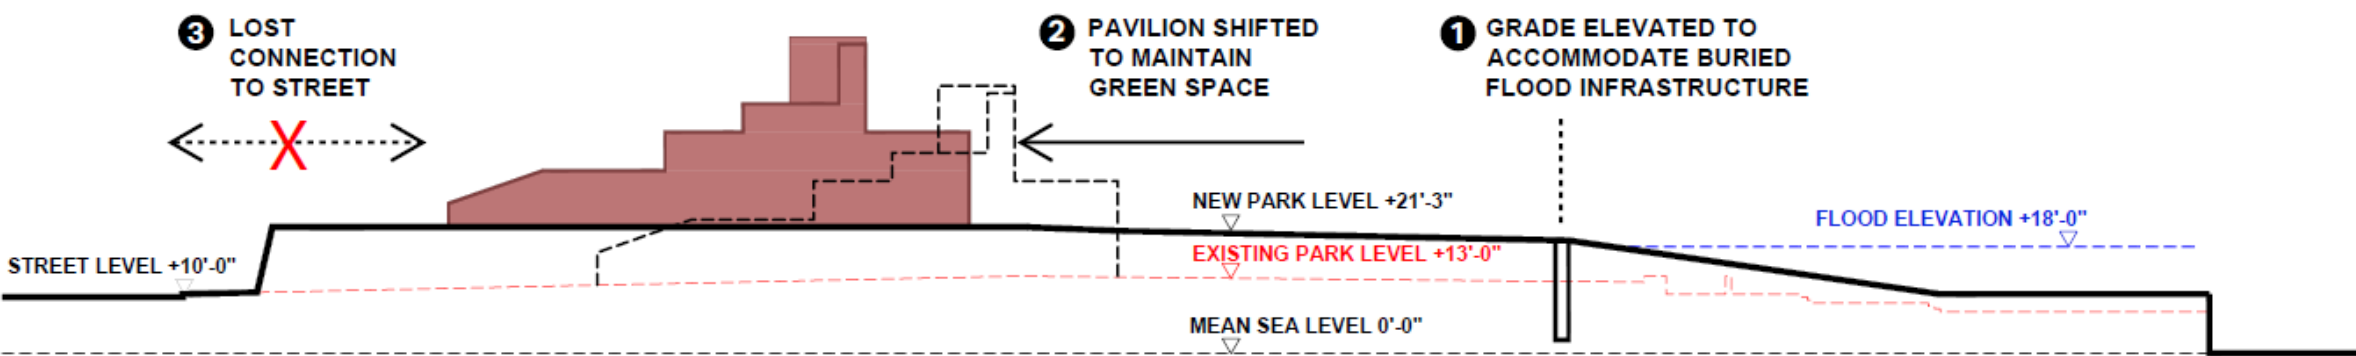 3 LOST
CONNECTION
TO STREET
2 PAVILION SHIFTED
TO MAINTAIN
GREEN SPACE
1 GRADE ELEVATED TO
ACCOMMODATE BURIED
FLOOD INFRASTRUCTURE
X
NEW PARK LEVEL +21'-3"
FLOOD ELEVATION +18'-0"
EXISTING PARK LEVEL +13'-0"
STREET LEVEL +10'-0"
MEAN SEA LEVEL 0'-0"